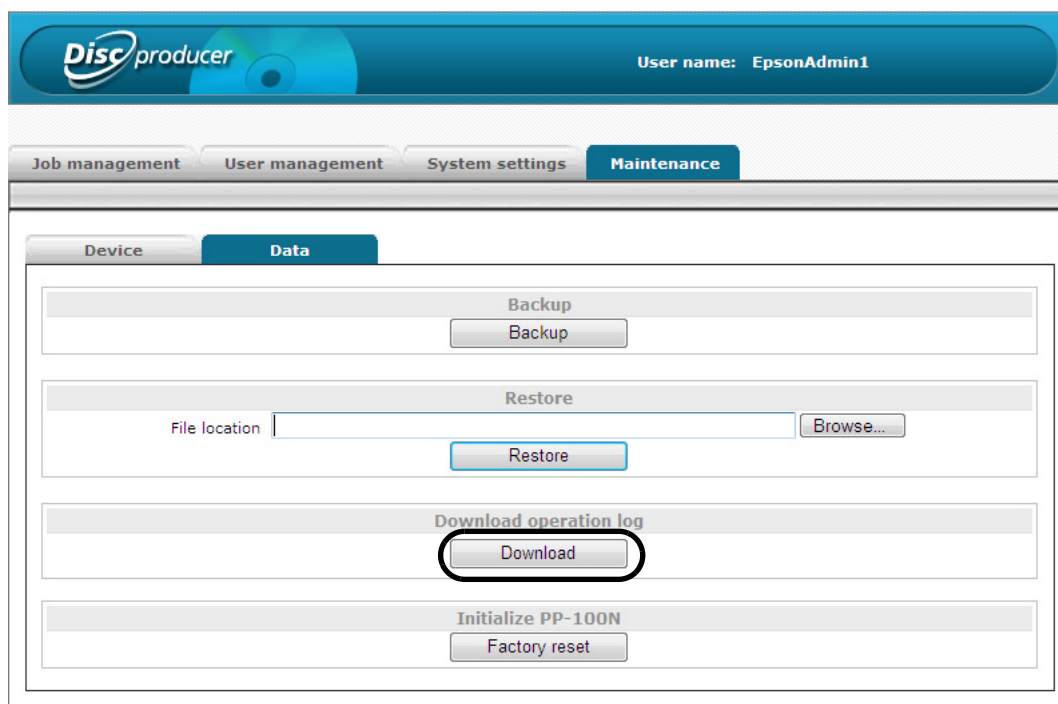 Disc producer
User name: EpsonAdmin1
Job management User management System settings Maintenance
Device Data
Backup
Backup
Restore
File location Browse...
Restore
Download operation log
Download
Initialize PP-100N
Factory reset